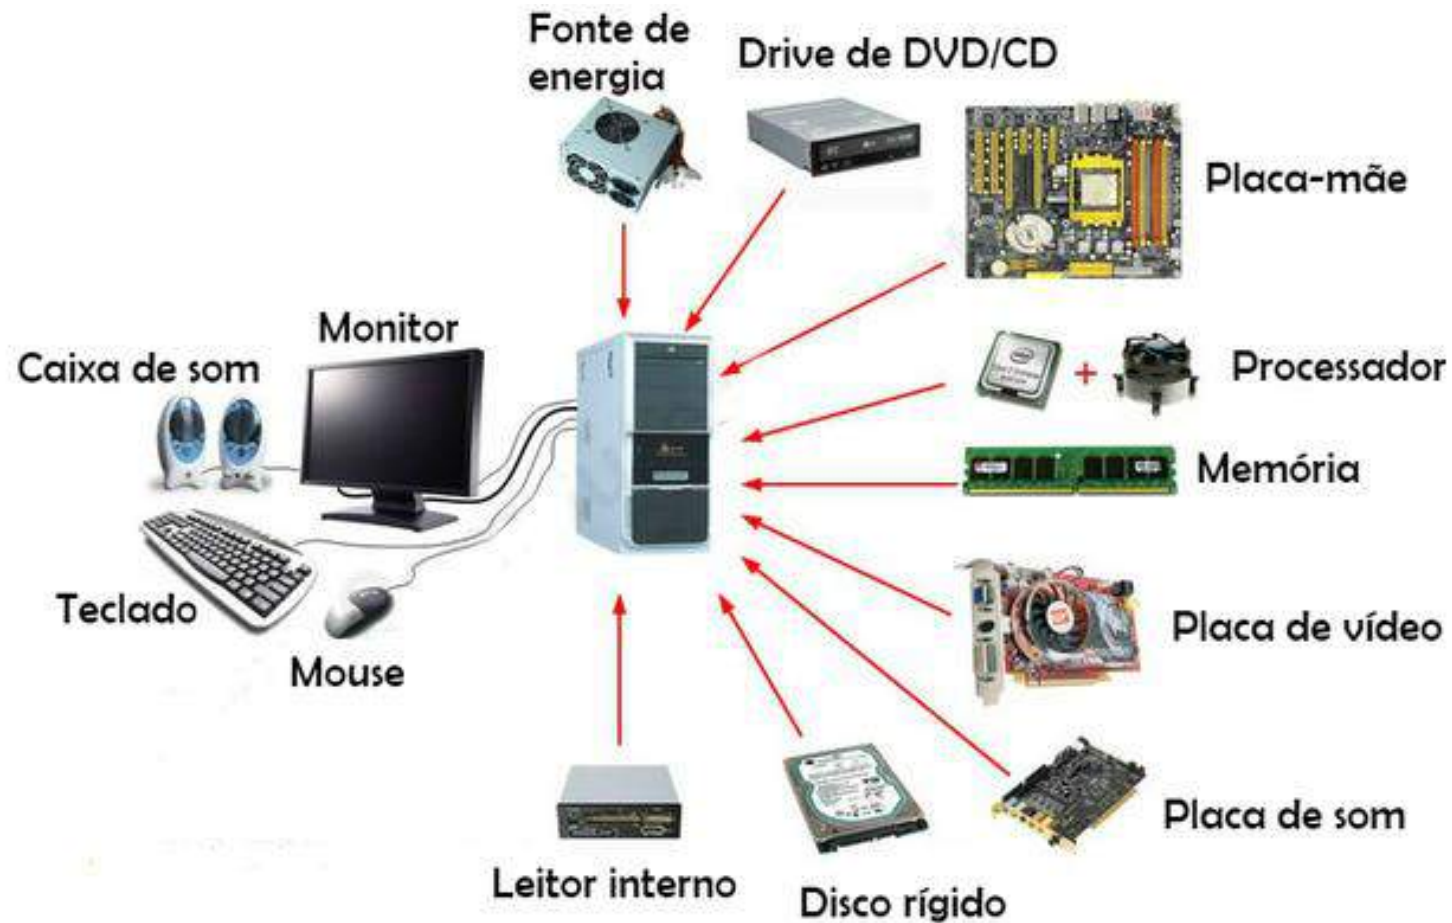 Fonte de
energia
Drive de DVD/CD
Placa-mãe
Monitor
Caixa de som
Processador
Memória
Teclado
Mouse
Placa de vídeo
Placa de som
Leitor interno
Disco rígido